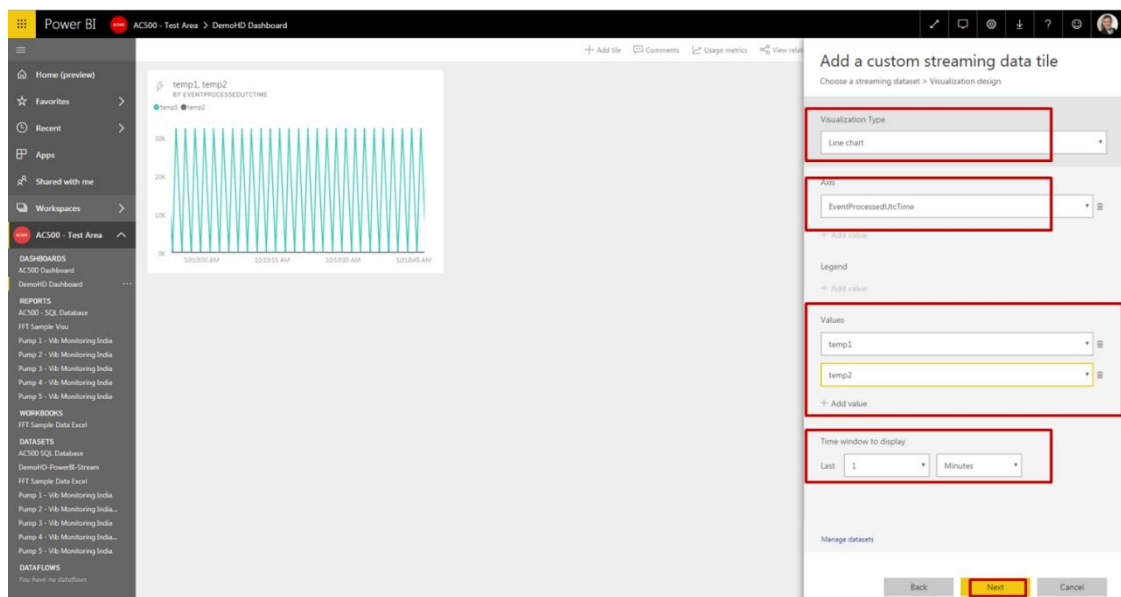 Power BI
AC500 - Test Area > DemoHD Dashboard
?
+ Add tile Comments Usage metrics View relat
Home (preview)
Favorites
Recent
Apps
Shared with me
Workspaces
AC500 - Test Area
DASHBOARDS
AC500 Dashboard
DemoHD Dashboard ...
REPORTS
AC500 - SQL Database
FFT Sample Visu
Pump 1 - Vib Monitoring India
Pump 2 - Vib Monitoring India
Pump 3 - Vib Monitoring India
Pump 4 - Vib Monitoring India
Pump 5 - Vib Monitoring India
WORKBOOKS
FFT Sample Data Excel
DATASETS
AC500 SQL Database
DemoHD-PowerBI-Stream
FFT Sample Data Excel
Pump 1 - Vib Monitoring India
Pump 2 - Vib Monitoring India...
Pump 3 - Vib Monitoring India
Pump 4 - Vib Monitoring India...
Pump 5 - Vib Monitoring India
DATAFLOWS
You have no dataflows
temp1, temp2
BY EVENTPROCESSEDUTCTIME
temp1 temp2
30K
20K
10K
0K
10:10:00 AM 10:10:15 AM 10:10:30 AM 10:10:45 AM
Add a custom streaming data tile
Choose a streaming dataset > Visualization design
Visualization Type
Line chart
Axis
EventProcessedUtcTime
+ Add value
Legend
+ Add value
Values
temp1
temp2
+ Add value
Time window to display
Last 1 Minutes
Manage datasets
Back Next Cancel